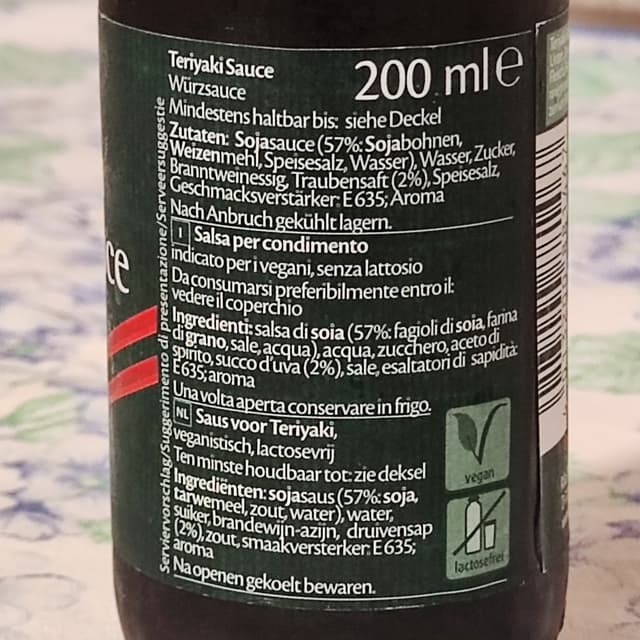 Teriyaki Sauce
200 ml e
Würzsauce
Mindestens haltbar bis: siehe Deckel
Zutaten: Sojasauce (57%: Sojabohnen,
Weizenmehl, Speisesalz, Wasser), Wasser, Zucker,
Branntweinessig, Traubensaft (2%), Speisesalz,
Geschmacksverstärker: E 635; Aroma
Nach Anbruch gekühlt lagern.
I Salsa per condimento
indicato per i vegani, senza lattosio
Da consumarsi preferibilmente entro il:
vedere il coperchio
Ingredienti: salsa di soia (57%: fagioli di soia, farina
di grano, sale, acqua), acqua, zucchero, aceto di
spirito, succo d'uva (2%), sale, esaltatori di sapidità:
E 635; aroma
Una volta aperta conservare in frigo.
NL Saus voor Teriyaki,
veganistisch, lactosevrij
Ten minste houdbaar tot: zie deksel
Ingrediënten: sojasaus (57%: soja,
tarwemeel, zout, water), water,
suiker, brandewijn-azijn, druivensap
(2%), zout, smaakversterker: E 635;
aroma
Na openen gekoeld bewaren.
Serviervorschlag/Suggerimento di presentazione/Serveersuggestie
ce
vegan
lactosefrei